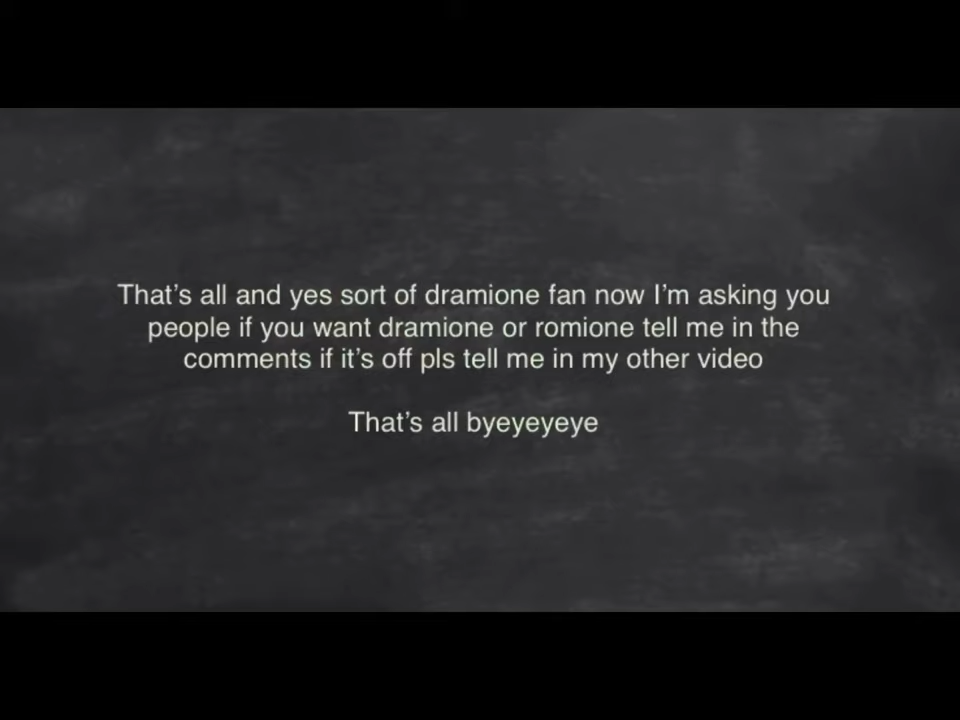 That's all and yes sort of dramione fan now I'm asking you
people if you want dramione or romione tell me in the
comments if it's off pls tell me in my other video
That's all byeyeyeye